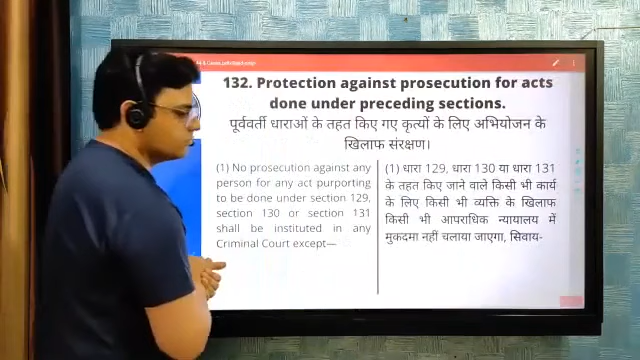 132. Protection against prosecution for acts
done under preceding sections.
पूर्ववर्ती धाराओं के तहत किए गए कृत्यों के लिए अभियोजन के
खिलाफ संरक्षण।
(1) No prosecution against any
person for any act purporting
to be done under section 129,
section 130 or section 131
shall be instituted in any
Criminal Court except—
(1) धारा 129, धारा 130 या धारा 131
के तहत किए जाने वाले किसी भी कार्य
के लिए किसी भी व्यक्ति के खिलाफ
किसी भी आपराधिक न्यायालय में
मुकदमा नहीं चलाया जाएगा, सिवाय-